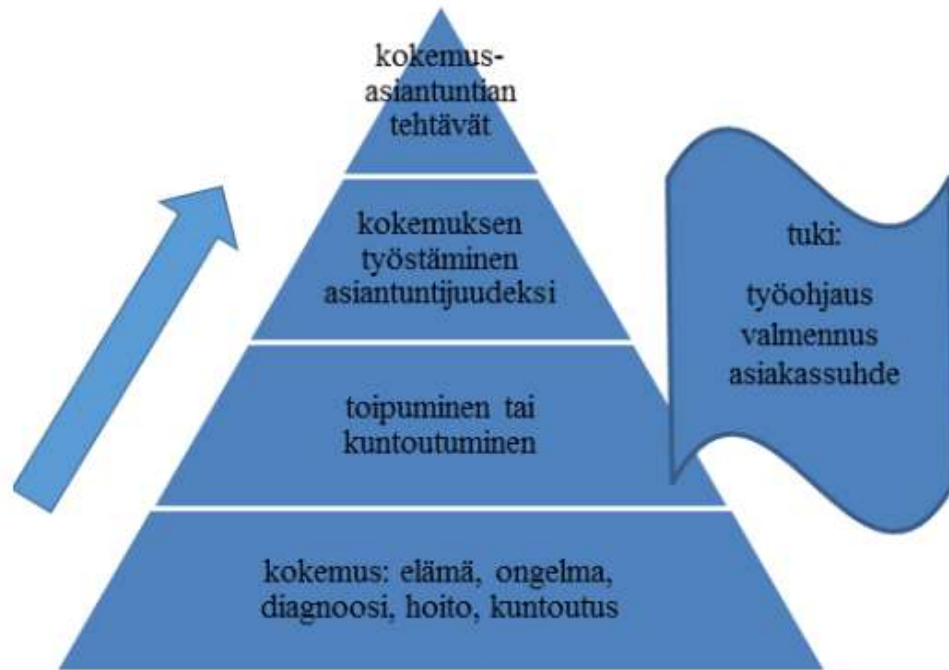 kokemus-
asiantuntian
tehtävät
kokemuksen
työstäminen
asiantuntijuudeksi
toipuminen tai
kuntoutuminen
kokemus: elämä, ongelma,
diagnoosi, hoito, kuntoutus
tuki:
työohjaus
valmennus
asiakassuhde